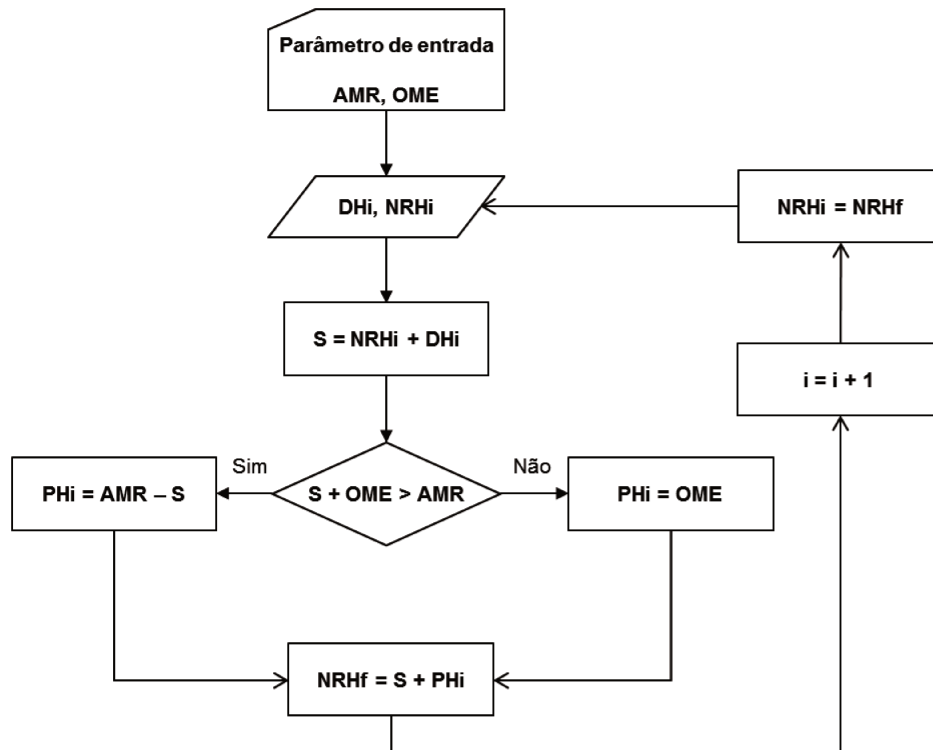 Parâmetro de entrada
AMR, OME
DHi, NRHi
NRHi = NRHf
S = NRHi + DHi
i = i + 1
Sim
Não
PHi = AMR – S
S + OME > AMR
PHi = OME
NRHf = S + PHi